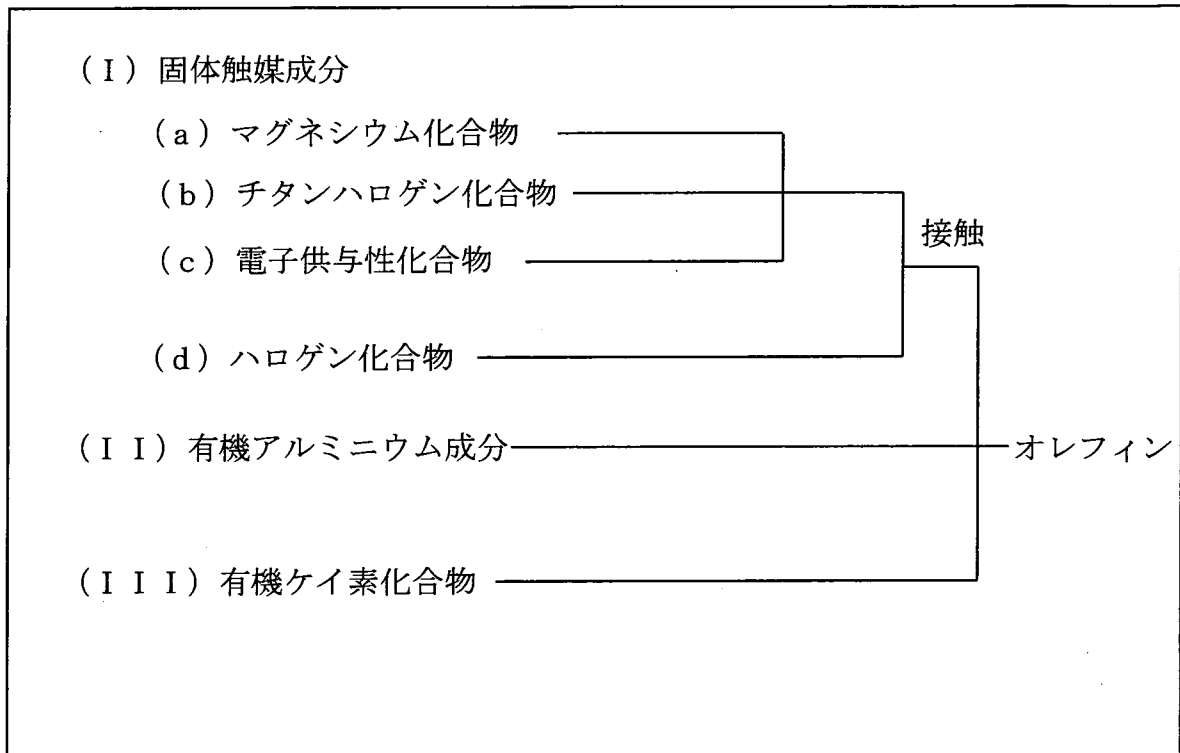 (I) 固体触媒成分
(a) マグネシウム化合物
(b) チタンハロゲン化合物
接触
(c) 電子供与性化合物
(d) ハロゲン化合物
(II) 有機アルミニウム成分
オレフィン
(III) 有機ケイ素化合物